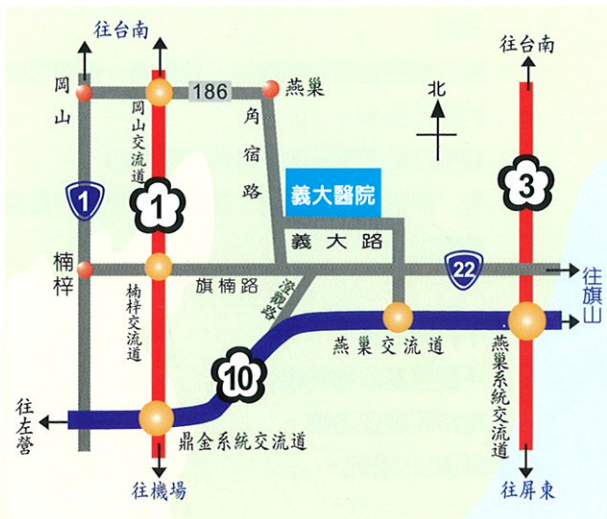 往台南
往台南
岡山
186
燕巢
北
岡山交流道
角宿路
1
1
義大醫院
3
義大路
楠梓
旗楠路
22
往旗山
澄觀路
楠梓交流道
燕巢交流道
燕巢系統交流道
10
往左營
鼎金系統交流道
往機場
往屏東